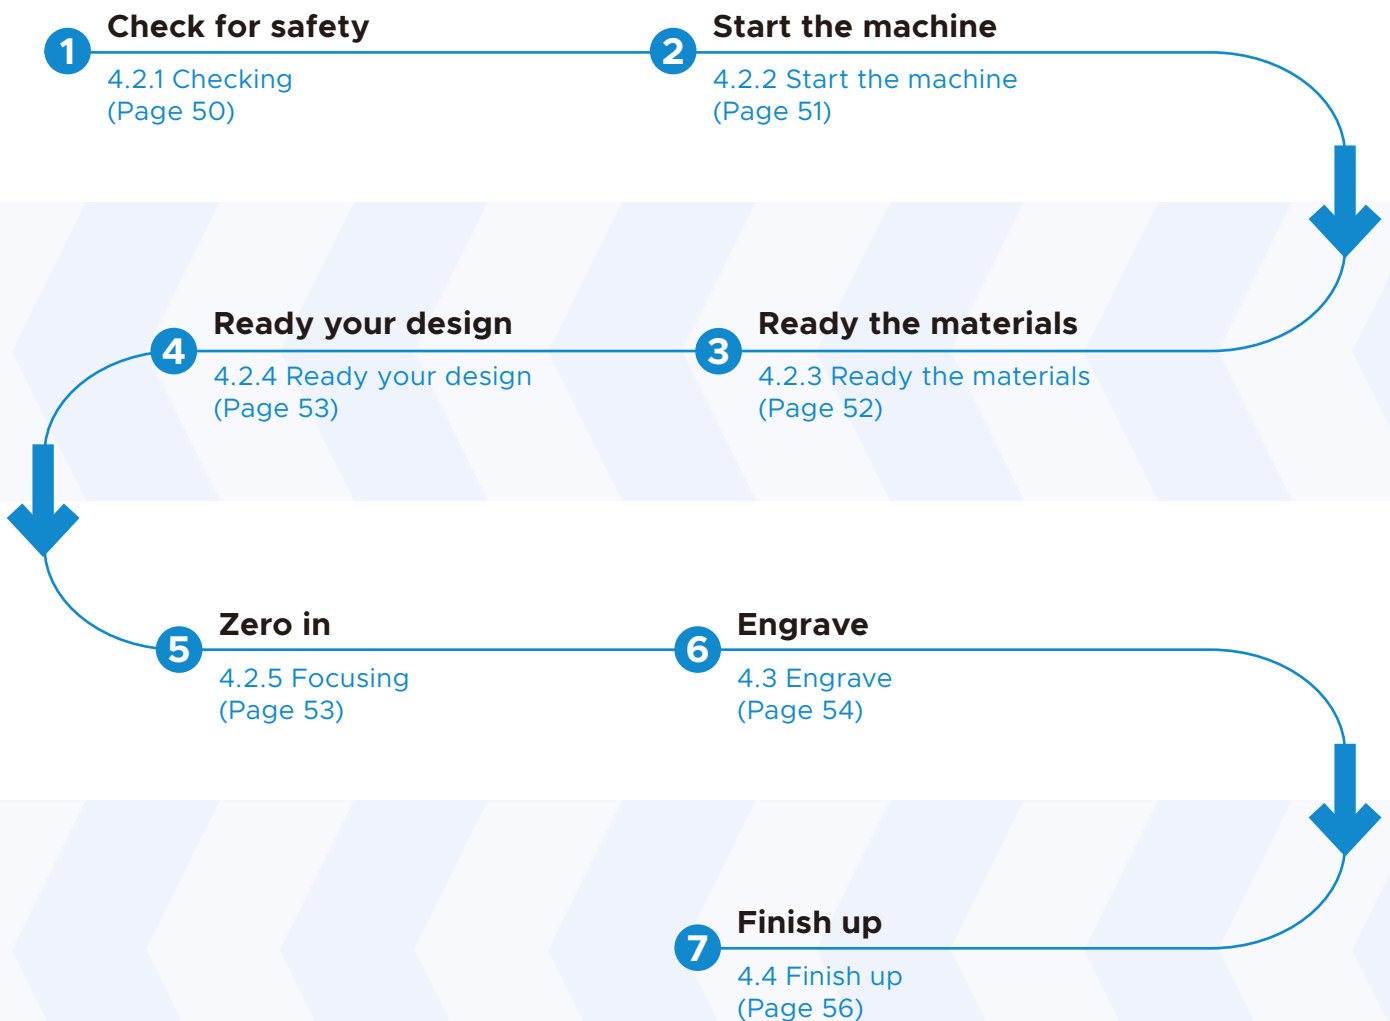 1
Check for safety
4.2.1 Checking
(Page 50)
2
Start the machine
4.2.2 Start the machine
(Page 51)
3
Ready the materials
4.2.3 Ready the materials
(Page 52)
4
Ready your design
4.2.4 Ready your design
(Page 53)
5
Zero in
4.2.5 Focusing
(Page 53)
6
Engrave
4.3 Engrave
(Page 54)
7
Finish up
4.4 Finish up
(Page 56)